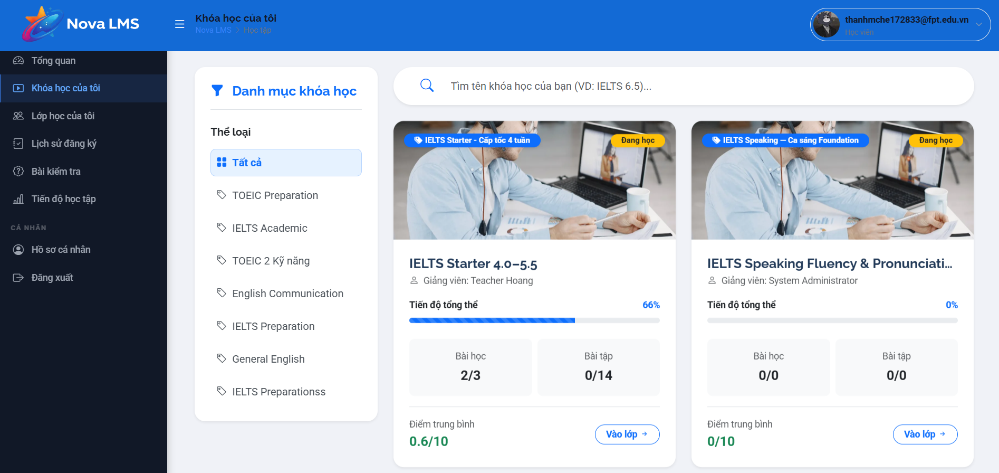 Nova LMS
Khóa học của tôi
Nova LMS > Học tập
thanhmche172833@fpt.edu.vn
Học viên
Tổng quan
Khóa học của tôi
Lớp học của tôi
Lịch sử đăng ký
Bài kiểm tra
Tiến độ học tập
CÁ NHÂN
Hồ sơ cá nhân
Đăng xuất
Danh mục khóa học
Thể loại
Tất cả
TOEIC Preparation
IELTS Academic
TOEIC 2 Kỹ năng
English Communication
IELTS Preparation
General English
IELTS Preparationss
Tìm tên khóa học của bạn (VD: IELTS 6.5)...
IELTS Starter - Cấp tốc 4 tuần
Đang học
IELTS Starter 4.0–5.5
Giảng viên: Teacher Hoang
Tiến độ tổng thể 66%
Bài học
2/3
Bài tập
0/14
Điểm trung bình
0.6/10
Vào lớp →
IELTS Speaking — Ca sáng Foundation
Đang học
IELTS Speaking Fluency & Pronunciati...
Giảng viên: System Administrator
Tiến độ tổng thể 0%
Bài học
0/0
Bài tập
0/0
Điểm trung bình
0/10
Vào lớp →